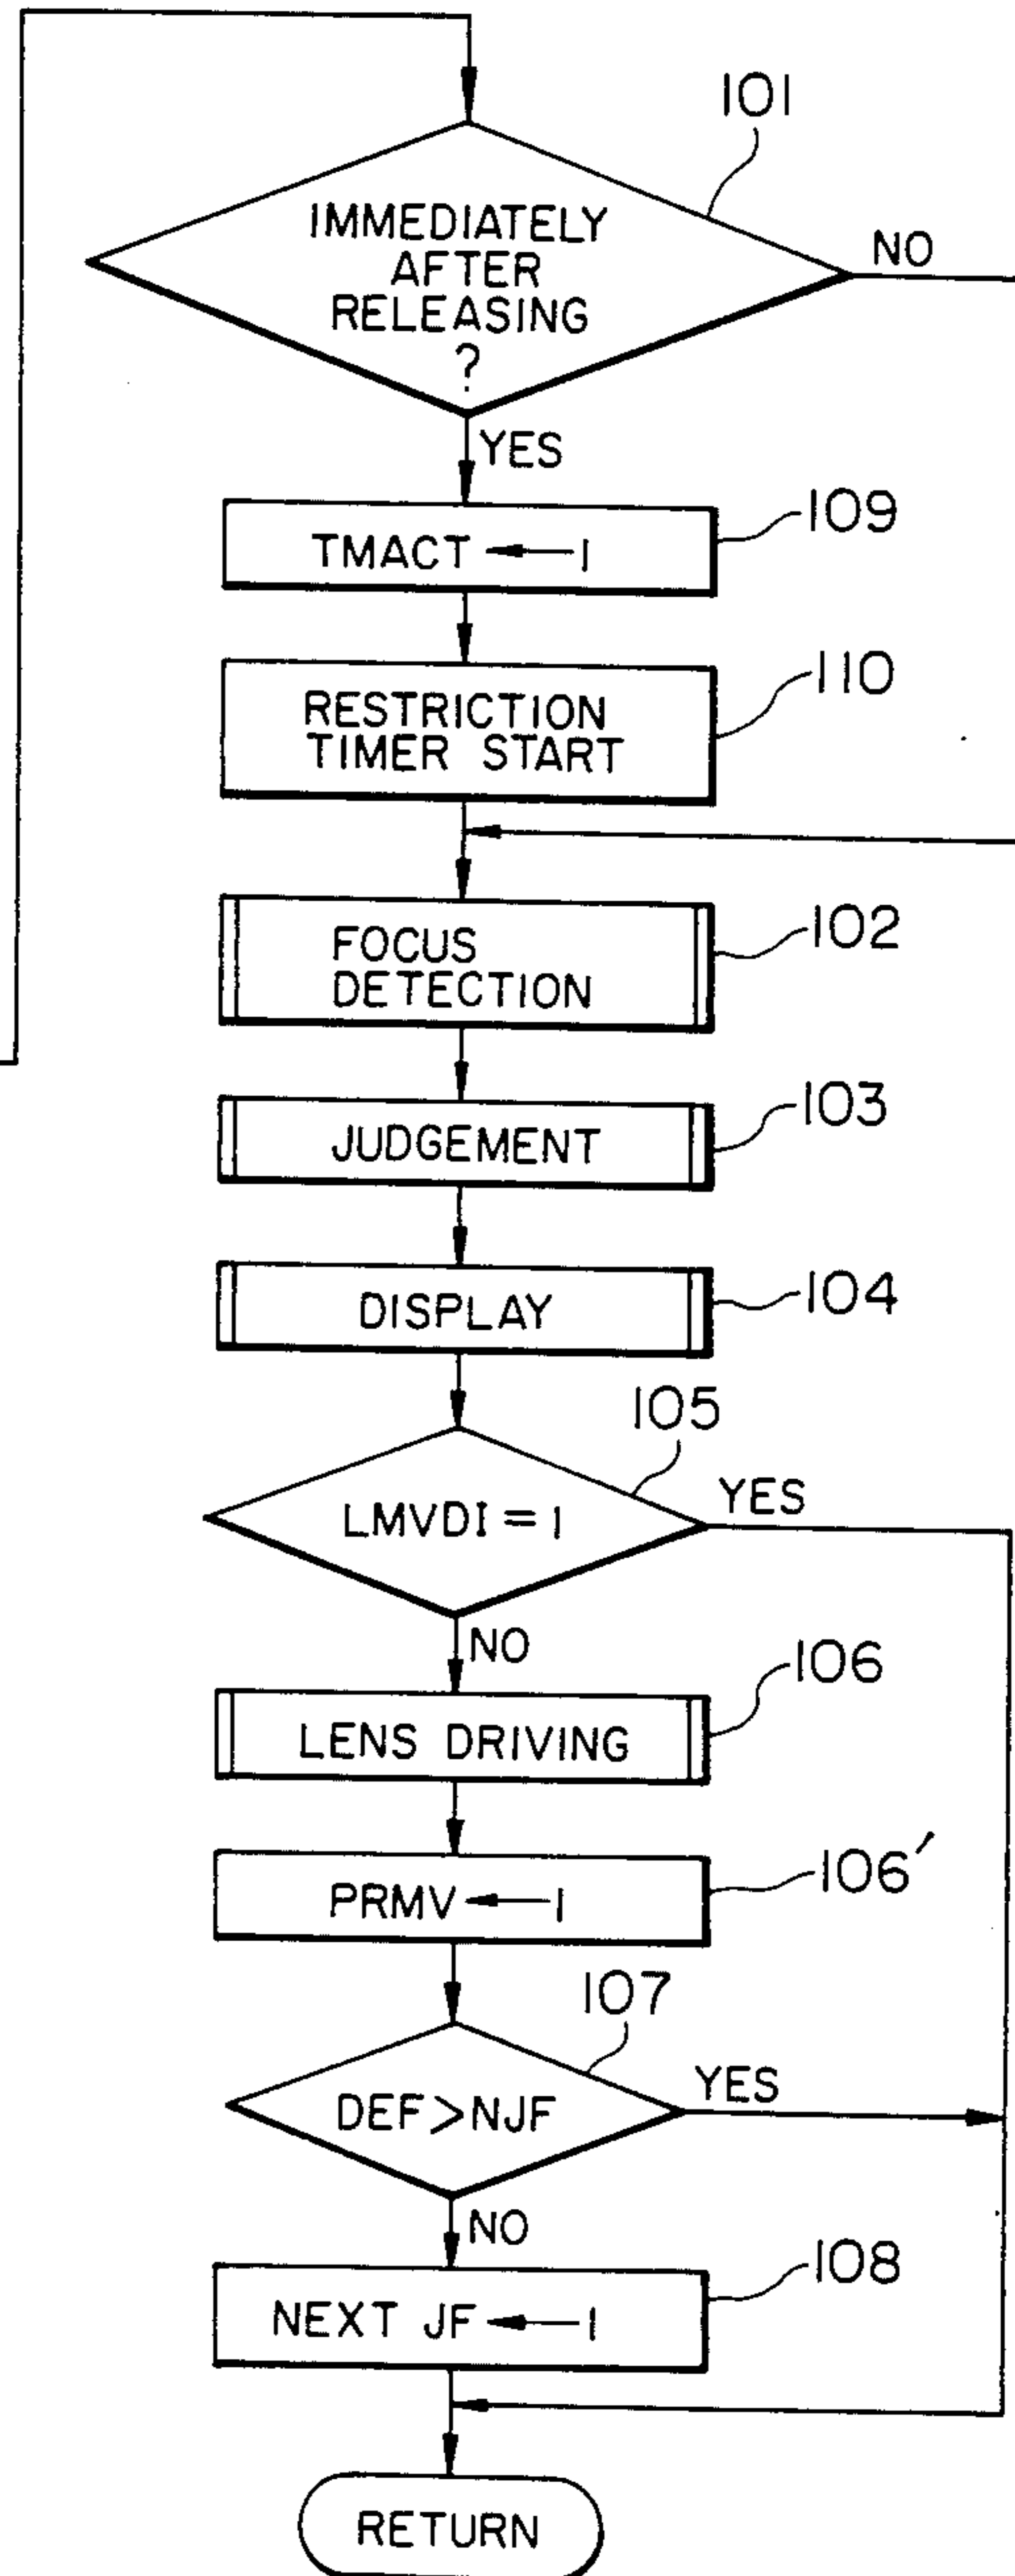 101
IMMEDIATELY
AFTER
RELEASING
?
NO
YES
109
TMACT ← 1
110
RESTRICTION
TIMER START
102
FOCUS
DETECTION
103
JUDGEMENT
104
DISPLAY
105
LMVDI = 1
YES
NO
106
LENS DRIVING
106'
PRMV ← 1
107
DEF > NJF
YES
NO
108
NEXT JF ← 1
RETURN